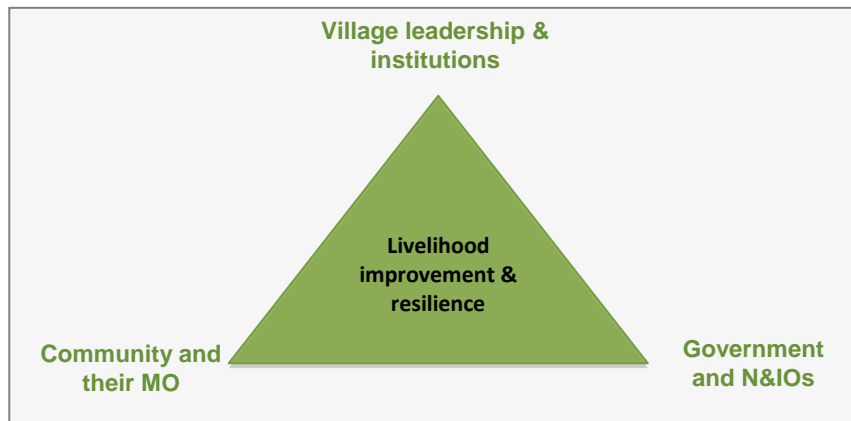 Village leadership &
institutions
Livelihood
improvement &
resilience
Community and
their MO
Government
and N&IOs